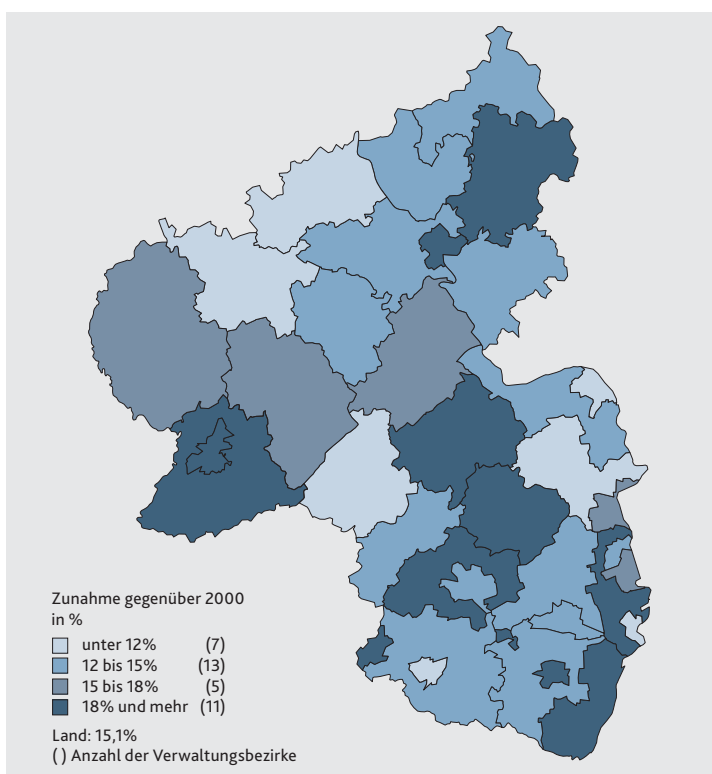 Zunahme gegenüber 2000
in %
unter 12% (7)
12 bis 15% (13)
15 bis 18% (5)
18% und mehr (11)
Land: 15,1%
( ) Anzahl der Verwaltungsbezirke